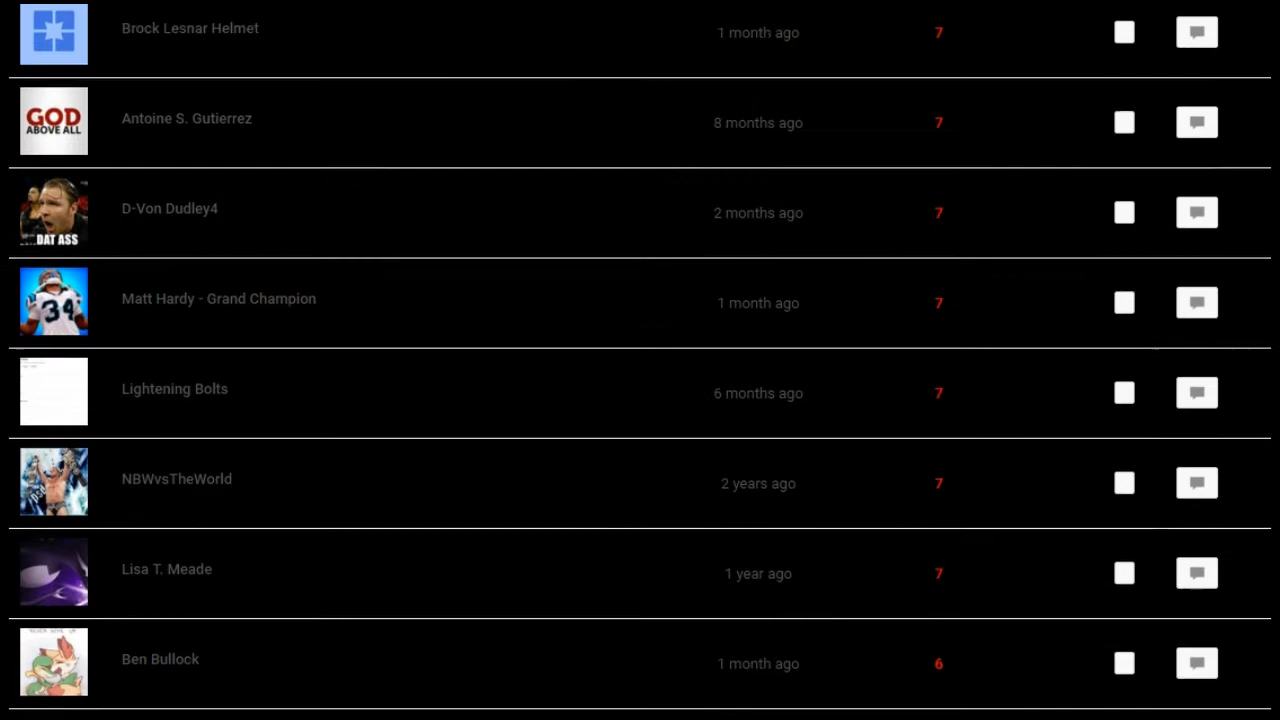 Brock Lesnar Helmet 1 month ago 7
GOD
ABOVE ALL
Antoine S. Gutierrez 8 months ago 7
D-Von Dudley4 2 months ago 7
DAT ASS
Matt Hardy - Grand Champion 1 month ago 7
34
Lightening Bolts 6 months ago 7
NBWvsTheWorld 2 years ago 7
Lisa T. Meade 1 year ago 7
Ben Bullock 1 month ago 6